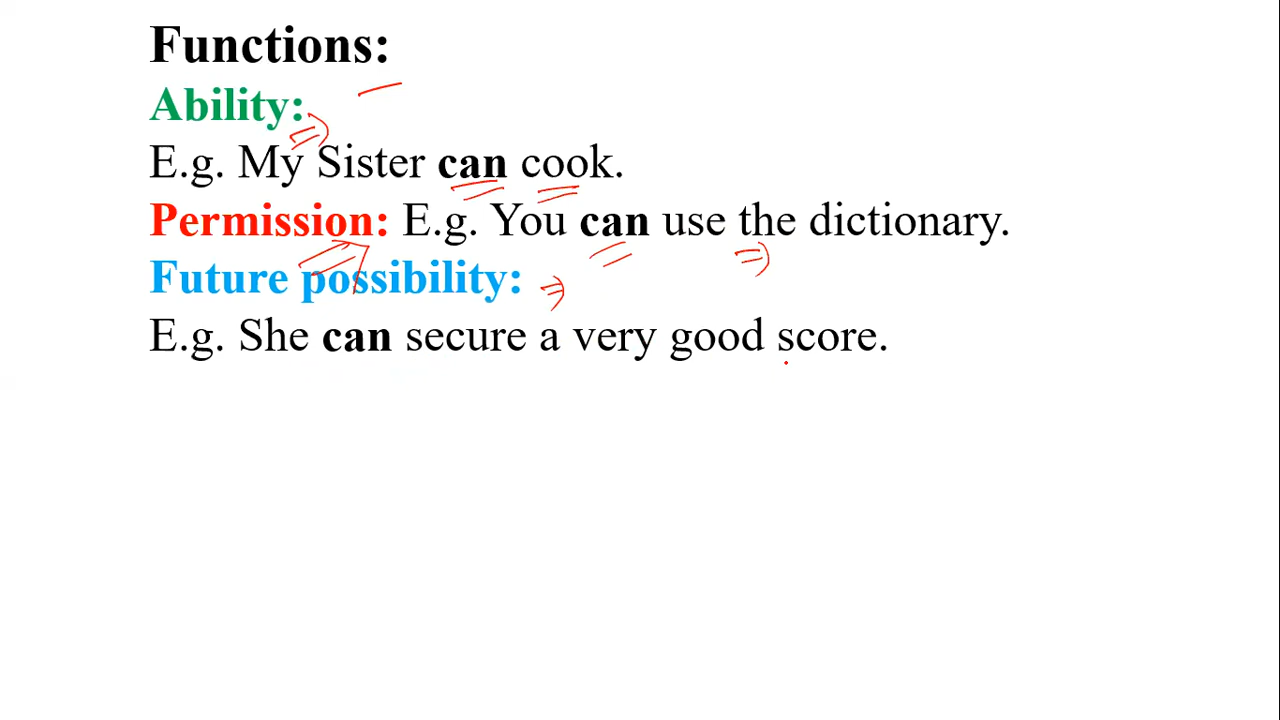 Functions:
Ability:
E.g. My Sister can cook.
Permission: E.g. You can use the dictionary.
Future possibility:
E.g. She can secure a very good score.